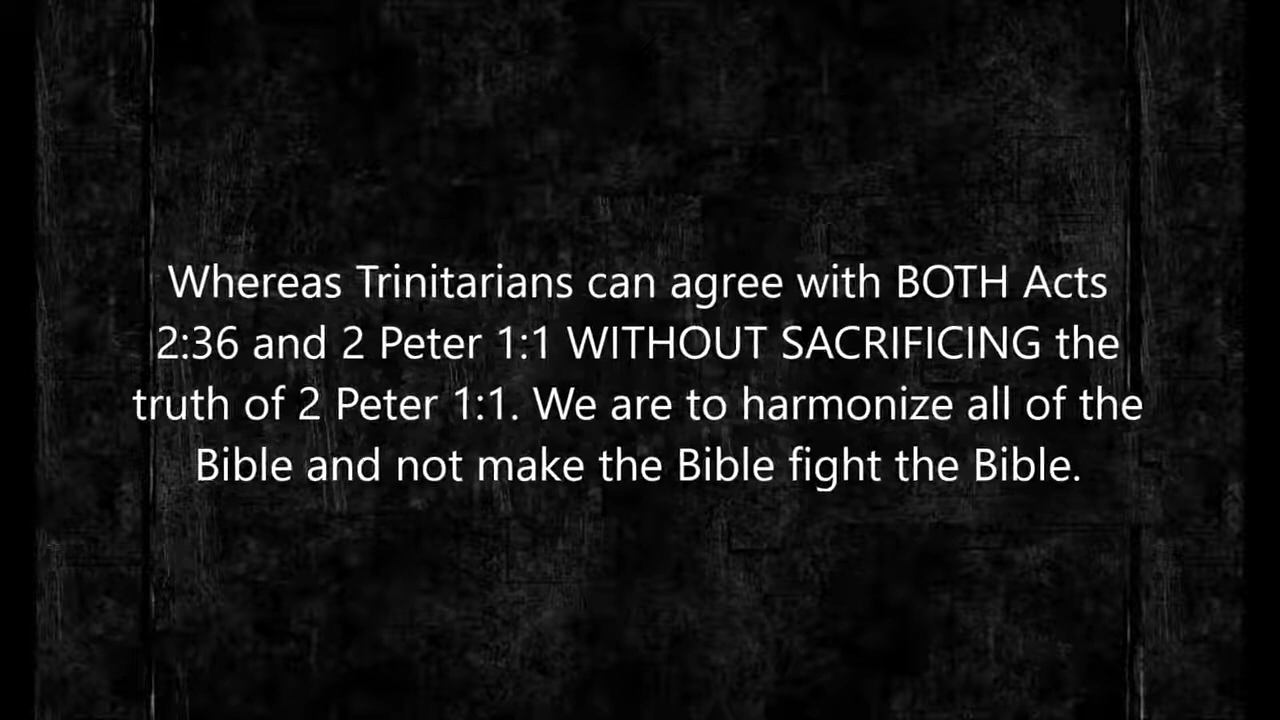 Whereas Trinitarians can agree with BOTH Acts
2:36 and 2 Peter 1:1 WITHOUT SACRIFICING the
truth of 2 Peter 1:1. We are to harmonize all of the
Bible and not make the Bible fight the Bible.